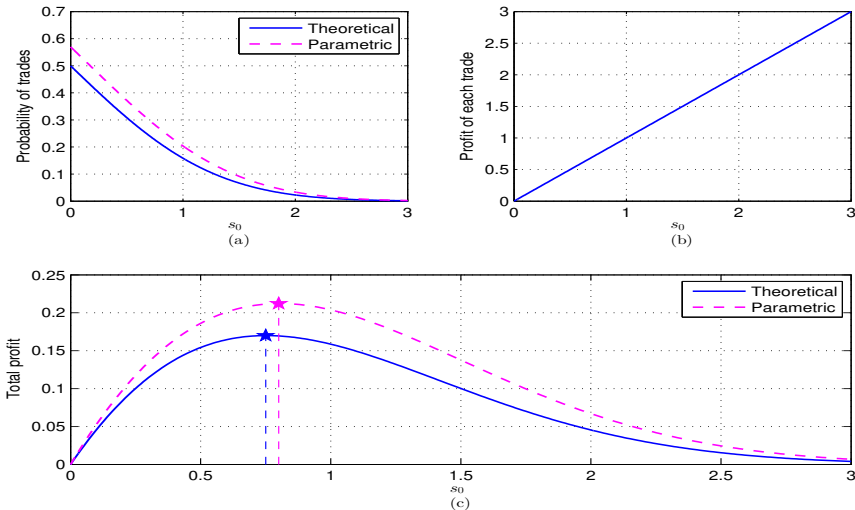 0.7
0.6
0.5
0.4
0.3
0.2
0.1
0
Probability of trades
Theoretical
Parametric
0 1 2 3
s₀
(a)
3
2.5
2
1.5
1
0.5
0
Profit of each trade
0 1 2 3
s₀
(b)
0.25
0.2
0.15
0.1
0.05
0
Total profit
Theoretical
Parametric
0 0.5 1 1.5 2 2.5 3
s₀
(c)